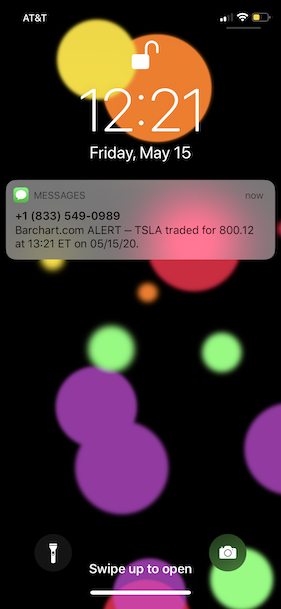 AT&T
12:21
Friday, May 15
MESSAGES now
+1 (833) 549-0989
Barchart.com ALERT – TSLA traded for 800.12
at 13:21 ET on 05/15/20.
Swipe up to open